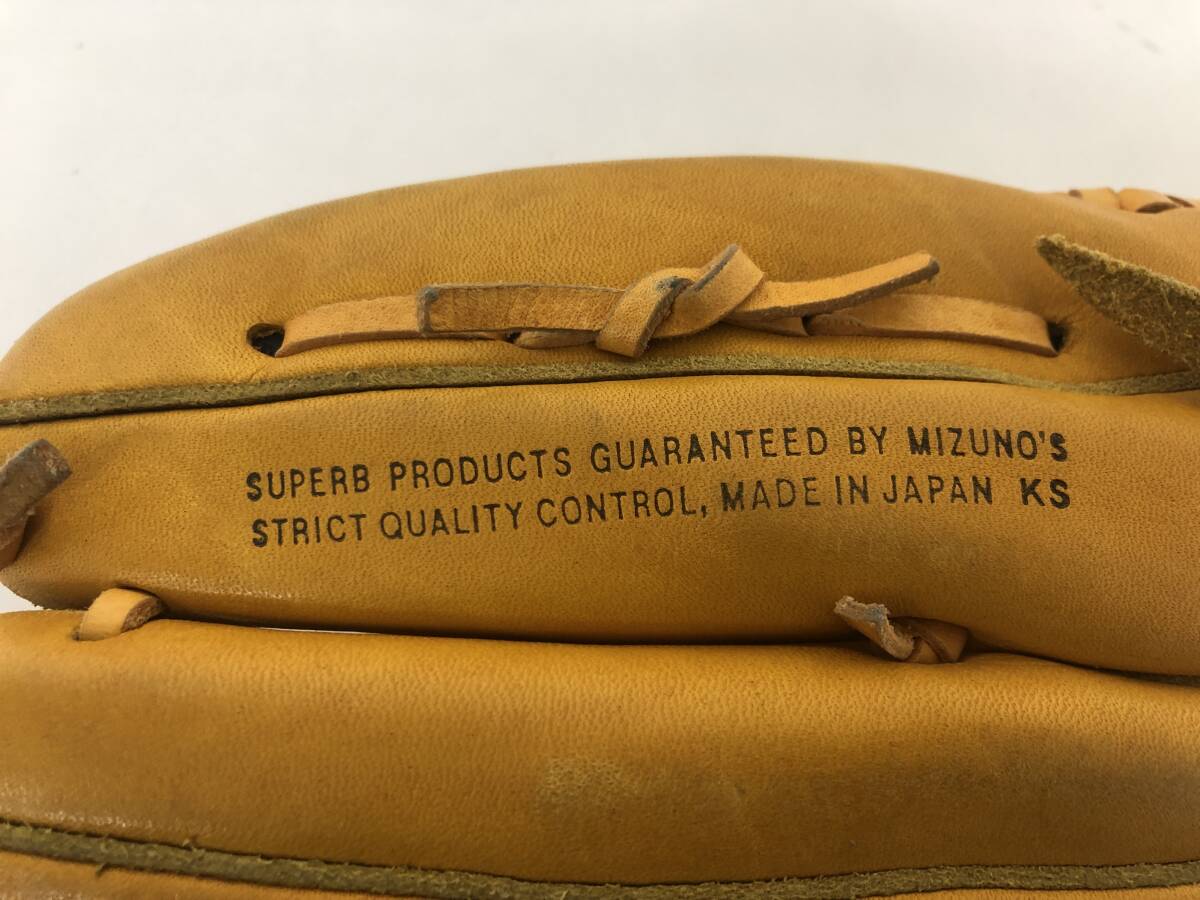 SUPERB PRODUCTS GUARANTEED BY MIZUNO'S
STRICT QUALITY CONTROL, MADE IN JAPAN KS